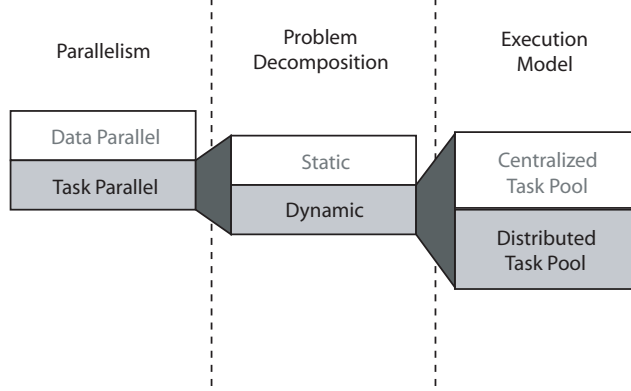 Parallelism
Problem
Decomposition
Execution
Model
Data Parallel
Task Parallel
Static
Dynamic
Centralized
Task Pool
Distributed
Task Pool